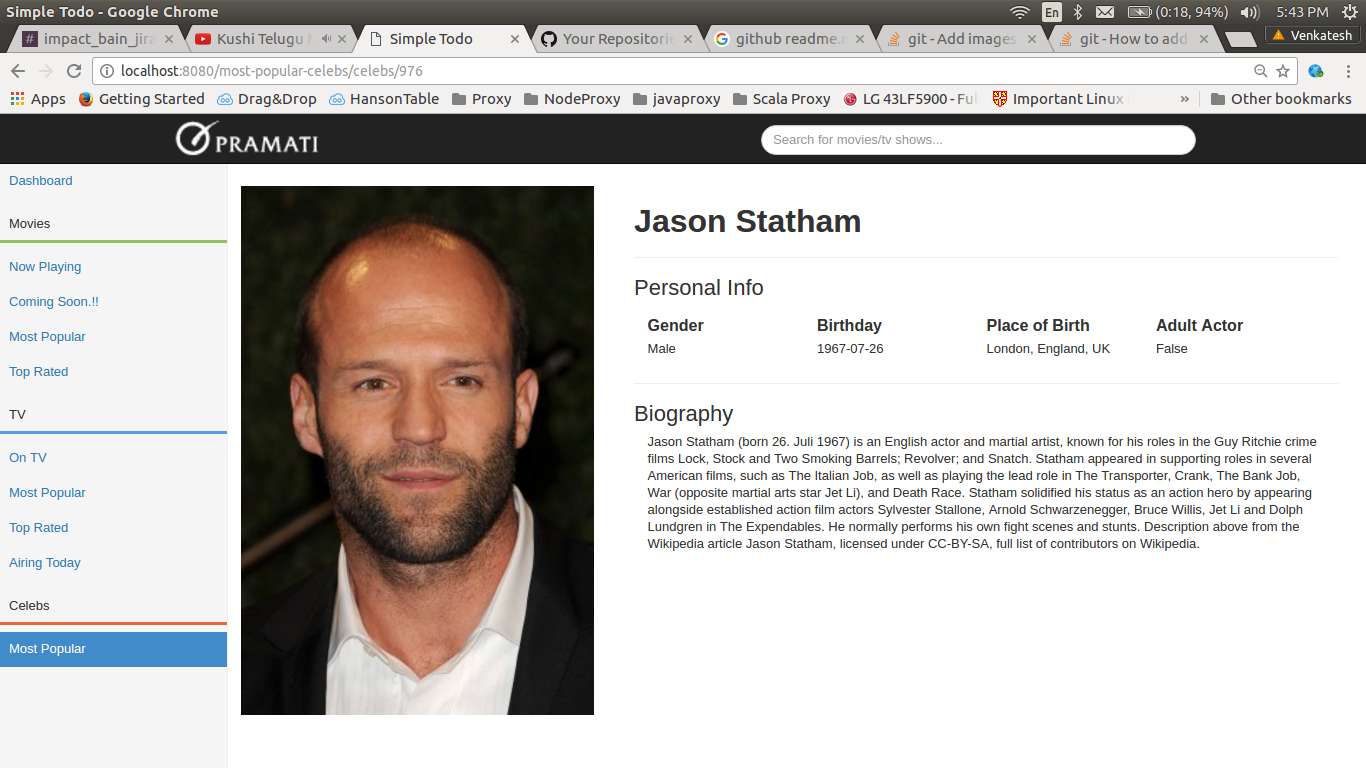 Simple Todo - Google Chrome
En
(0:18, 94%)
5:43 PM
impact_bain_jira
Kushi Telugu
Simple Todo
Your Repositories
github readme.
git - Add images
git - How to add
Venkatesh
localhost:8080/most-popular-celebs/celebs/976
Apps
Getting Started
Drag&Drop
HansonTable
Proxy
NodeProxy
javaproxy
Scala Proxy
LG 43LF5900 - Ful
Important Linux
»
Other bookmarks
PRAMATI
Search for movies/tv shows...
Dashboard
Movies
Now Playing
Coming Soon.!!
Most Popular
Top Rated
TV
On TV
Most Popular
Top Rated
Airing Today
Celebs
Most Popular
Jason Statham
Personal Info
Gender Birthday Place of Birth Adult Actor
Male 1967-07-26 London, England, UK False
Biography
Jason Statham (born 26. Juli 1967) is an English actor and martial artist, known for his roles in the Guy Ritchie crime
films Lock, Stock and Two Smoking Barrels; Revolver; and Snatch. Statham appeared in supporting roles in several
American films, such as The Italian Job, as well as playing the lead role in The Transporter, Crank, The Bank Job,
War (opposite martial arts star Jet Li), and Death Race. Statham solidified his status as an action hero by appearing
alongside established action film actors Sylvester Stallone, Arnold Schwarzenegger, Bruce Willis, Jet Li and Dolph
Lundgren in The Expendables. He normally performs his own fight scenes and stunts. Description above from the
Wikipedia article Jason Statham, licensed under CC-BY-SA, full list of contributors on Wikipedia.